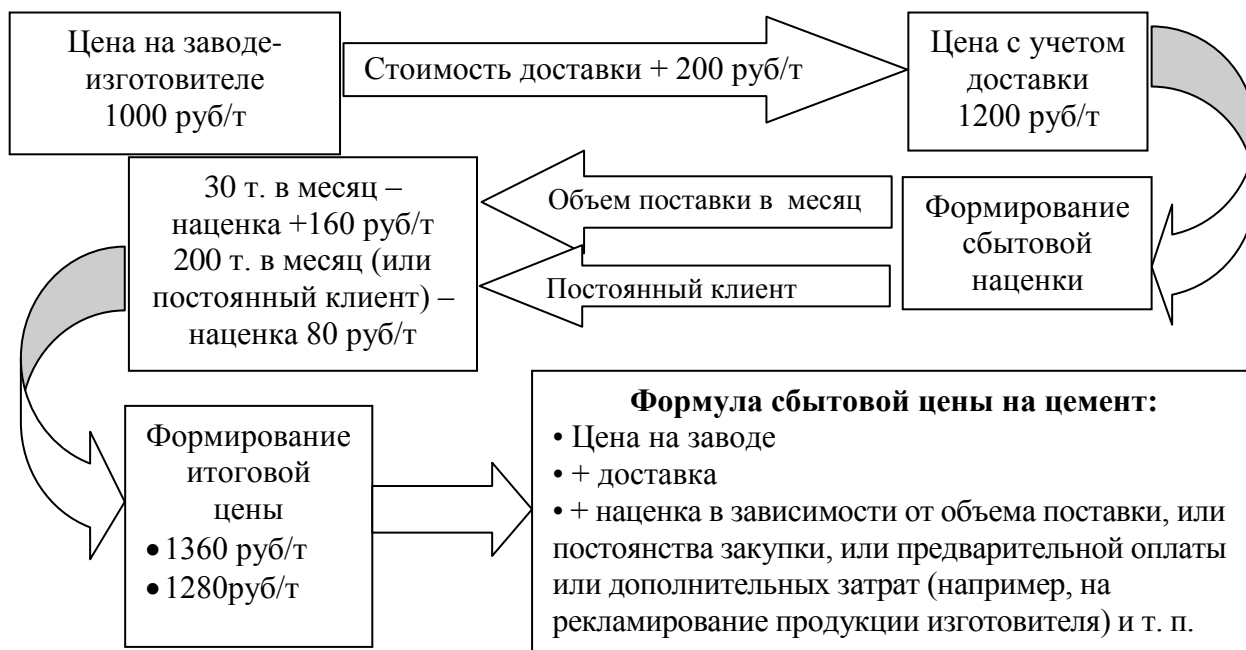 Цена на заводе-
изготовителе
1000 руб/т
Стоимость доставки + 200 руб/т
Цена с учетом
доставки
1200 руб/т
Формирование
сбытовой
наценки
Объем поставки в  месяц
Постоянный клиент
30 т. в месяц –
наценка +160 руб/т
200 т. в месяц (или
постоянный клиент) –
наценка 80 руб/т
Формирование
итоговой
цены
• 1360 руб/т
• 1280руб/т
Формула сбытовой цены на цемент:
• Цена на заводе
• + доставка
• + наценка в зависимости от объема поставки, или
постоянства закупки, или предварительной оплаты
или дополнительных затрат (например, на
рекламирование продукции изготовителя) и т. п.